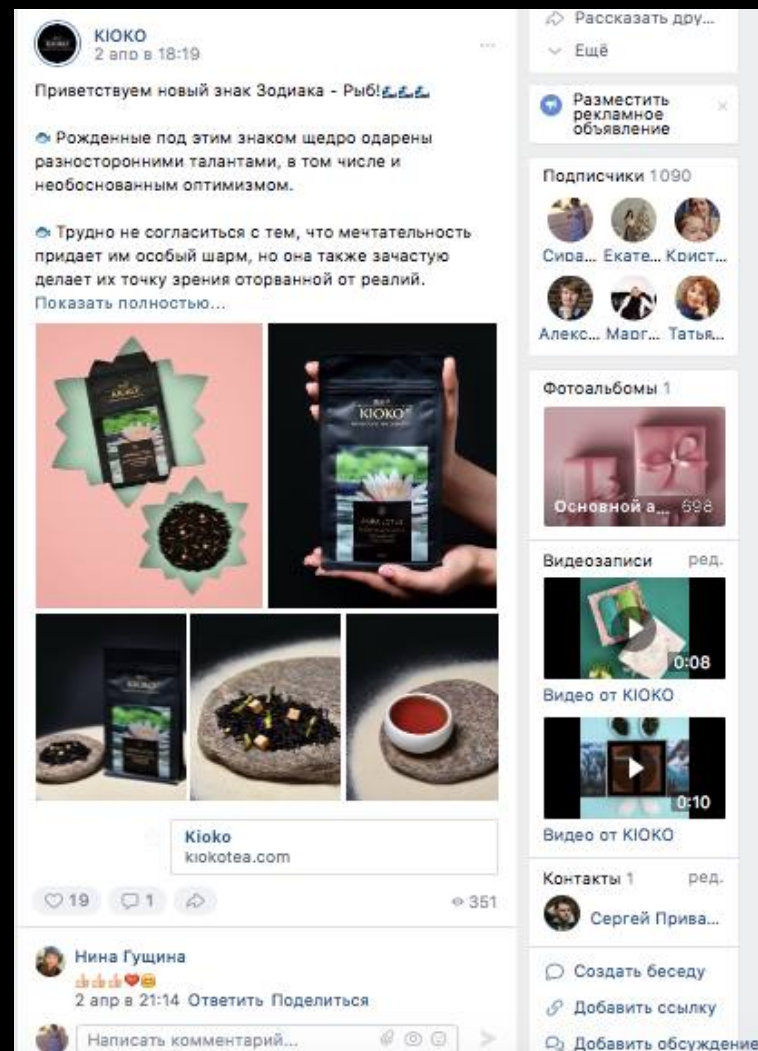 KIOKO
2 апр в 18:19
Приветствуем новый знак Зодиака - Рыб!🌊🌊🌊
🐟 Рожденные под этим знаком щедро одарены
разносторонними талантами, в том числе и
необоснованным оптимизмом.
🐟 Трудно не согласиться с тем, что мечтательность
придает им особый шарм, но она также зачастую
делает их точку зрения оторванной от реалий.
Показать полностью...
KIOKO
KIOKO
KIOKO
Kioko
kiokotea.com
19
1
351
Нина Гущина
👍👍👍❤️😊
2 апр в 21:14 Ответить Поделиться
Написать комментарий...
Рассказать дру...
Ещё
Разместить
рекламное
объявление
Подписчики 1 090
Сира... Екате... Крист...
Алекс... Марг... Татья...
Фотоальбомы 1
Основной а... 698
Видеозаписи ред.
0:08
Видео от KIOKO
0:10
Видео от KIOKO
Контакты 1 ред.
Сергей Прива...
Создать беседу
Добавить ссылку
Добавить обсуждение